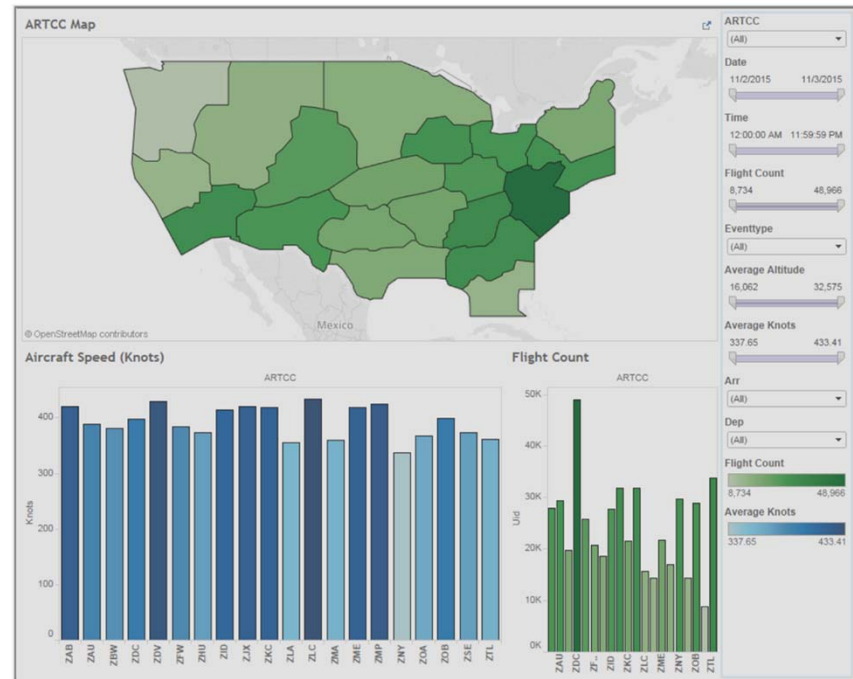 ARTCC Map
© OpenStreetMap contributors
Mexico
Aircraft Speed (Knots)
ARTCC
Knots
400
300
200
100
0
ZAB
ZAU
ZBW
ZDC
ZDV
ZFW
ZHU
ZID
ZJX
ZKC
ZLA
ZLC
ZMA
ZME
ZMP
ZNY
ZOA
ZOB
ZSE
ZTL
Flight Count
ARTCC
Uid
50K
40K
30K
20K
10K
0K
ZAU
ZDC
ZF..
ZID
ZKC
ZLC
ZME
ZNY
ZOB
ZTL
ARTCC
(All)
Date
11/2/2015 11/3/2015
Time
12:00:00 AM 11:59:59 PM
Flight Count
8,734 48,966
Eventtype
(All)
Average Altitude
16,062 32,575
Average Knots
337.65 433.41
Arr
(All)
Dep
(All)
Flight Count
8,734 48,966
Average Knots
337.65 433.41